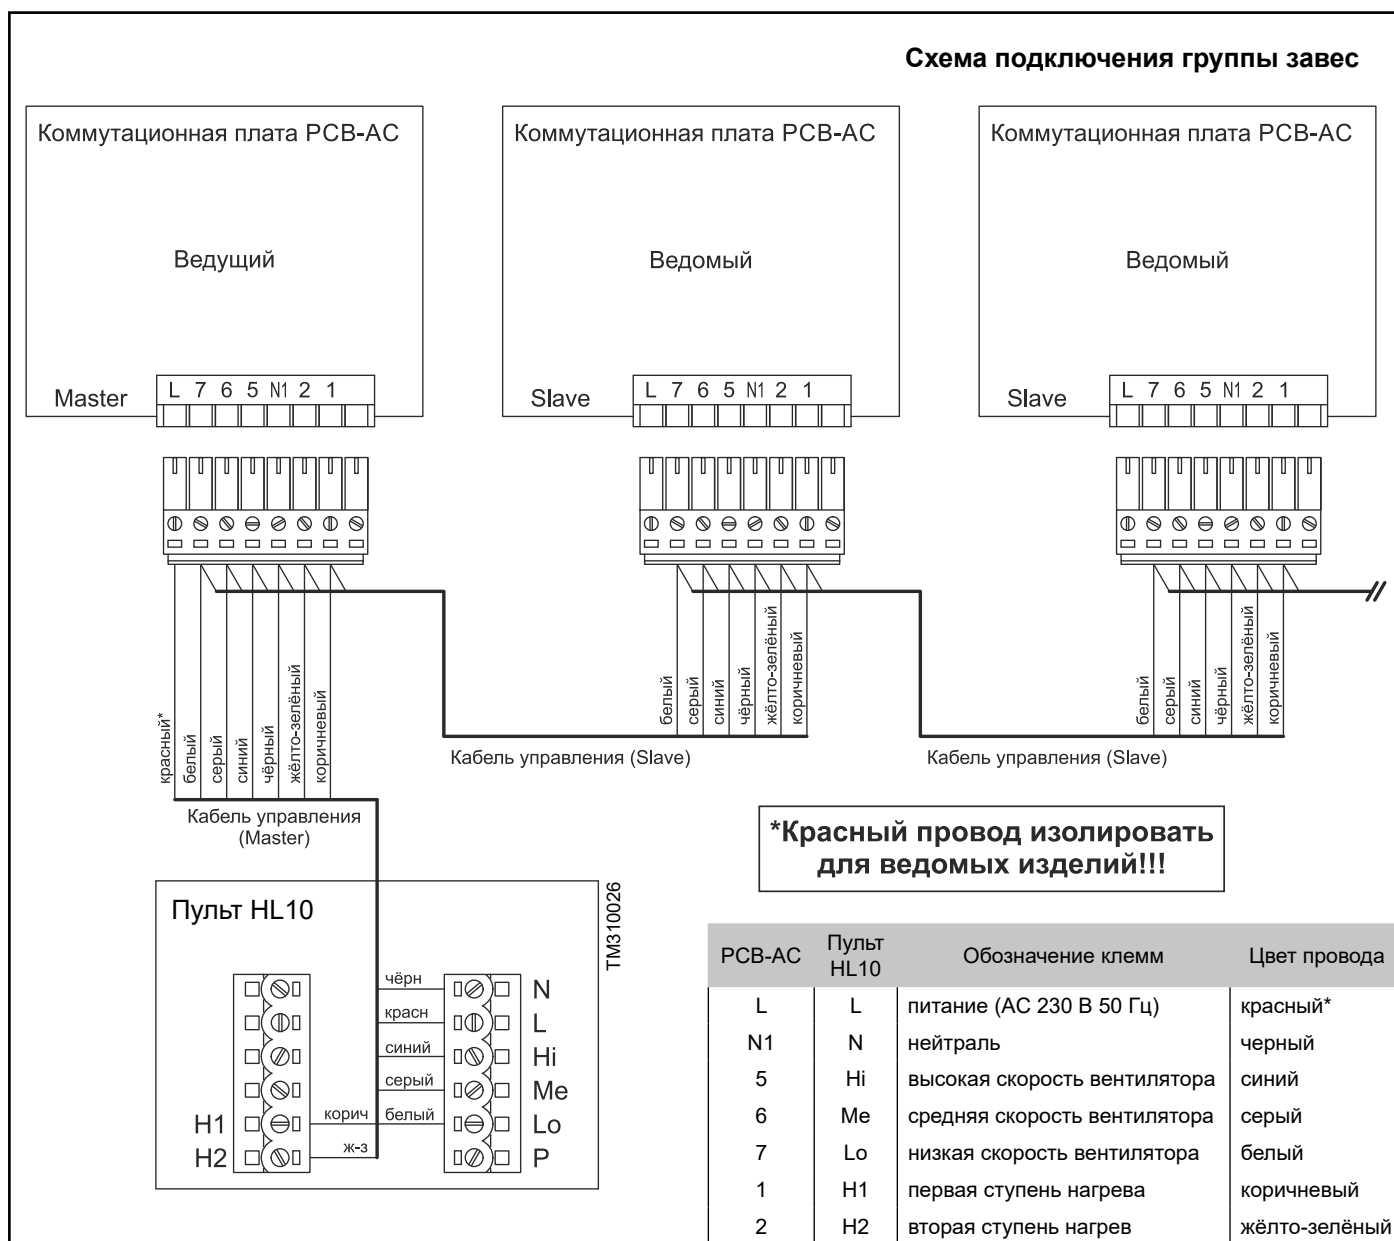 Схема подключения группы завес
Коммутационная плата PCB-AC
Ведущий
Master
L 7 6 5 N1 2 1
Коммутационная плата PCB-AC
Ведомый
Slave
L 7 6 5 N1 2 1
Коммутационная плата PCB-AC
Ведомый
Slave
L 7 6 5 N1 2 1
красный*
белый
серый
синий
чёрный
жёлто-зелёный
коричневый
белый
серый
синий
чёрный
жёлто-зелёный
коричневый
белый
серый
синий
чёрный
жёлто-зелёный
коричневый
Кабель управления (Slave)
Кабель управления (Slave)
Кабель управления
(Master)
*Красный провод изолировать
для ведомых изделий!!!
Пульт HL10
TM310026
чёрн N
красн L
синий Hi
серый Me
H1 корич белый Lo
H2 ж-з P
PCB-AC Пульт HL10 Обозначение клемм Цвет провода
L L питание (АС 230 В 50 Гц) красный*
N1 N нейтраль черный
5 Hi высокая скорость вентилятора синий
6 Me средняя скорость вентилятора серый
7 Lo низкая скорость вентилятора белый
1 H1 первая ступень нагрева коричневый
2 H2 вторая ступень нагрев жёлто-зелёный